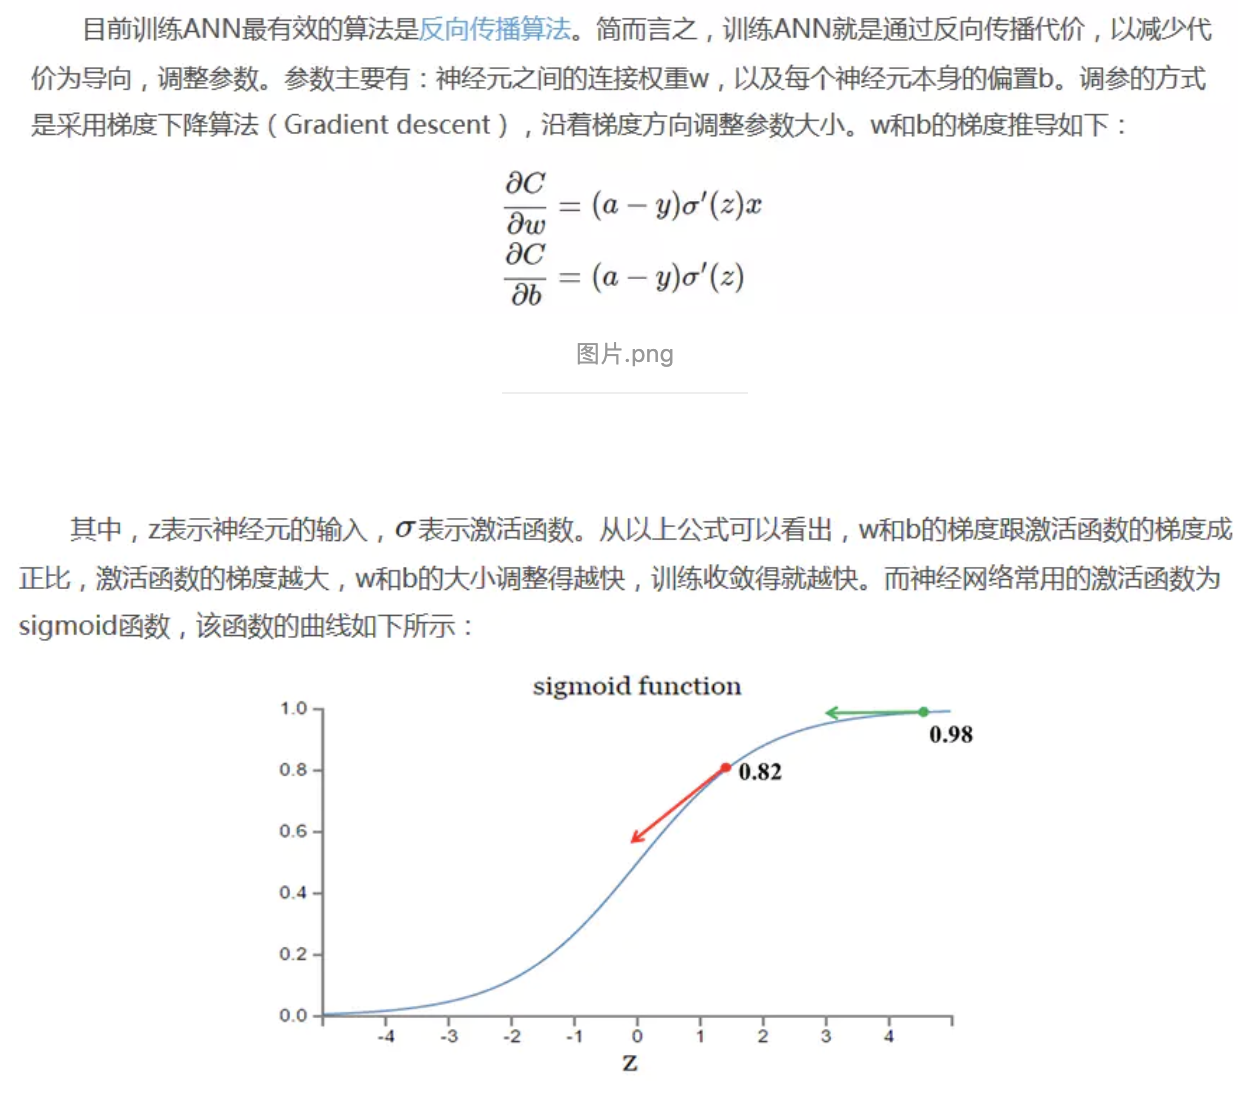 目前训练ANN最有效的算法是反向传播算法。简而言之，训练ANN就是通过反向传播代价，以减少代
价为导向，调整参数。参数主要有：神经元之间的连接权重w，以及每个神经元本身的偏置b。调参的方式
是采用梯度下降算法（Gradient descent），沿着梯度方向调整参数大小。w和b的梯度推导如下：
∂C/∂w = (a − y)σ′(z)x
∂C/∂b = (a − y)σ′(z)
图片.png
其中，z表示神经元的输入，σ表示激活函数。从以上公式可以看出，w和b的梯度跟激活函数的梯度成
正比，激活函数的梯度越大，w和b的大小调整得越快，训练收敛得就越快。而神经网络常用的激活函数为
sigmoid函数，该函数的曲线如下所示：
sigmoid function
1.0
0.98
0.8
0.82
0.6
0.4
0.2
0.0
-4 -3 -2 -1 0 1 2 3 4
Z